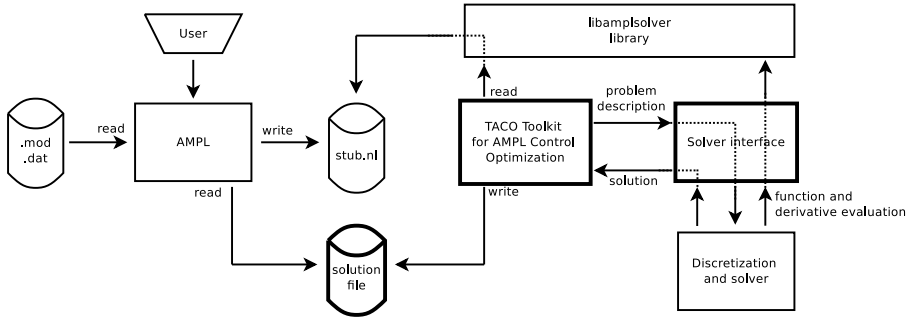 User
libamplsolver
library
read
problem
description
.mod
.dat
read
AMPL
write
stub.nl
TACO Toolkit
for AMPL Control
Optimization
Solver interface
read
write
solution
function and
derivative evaluation
solution
file
Discretization
and solver